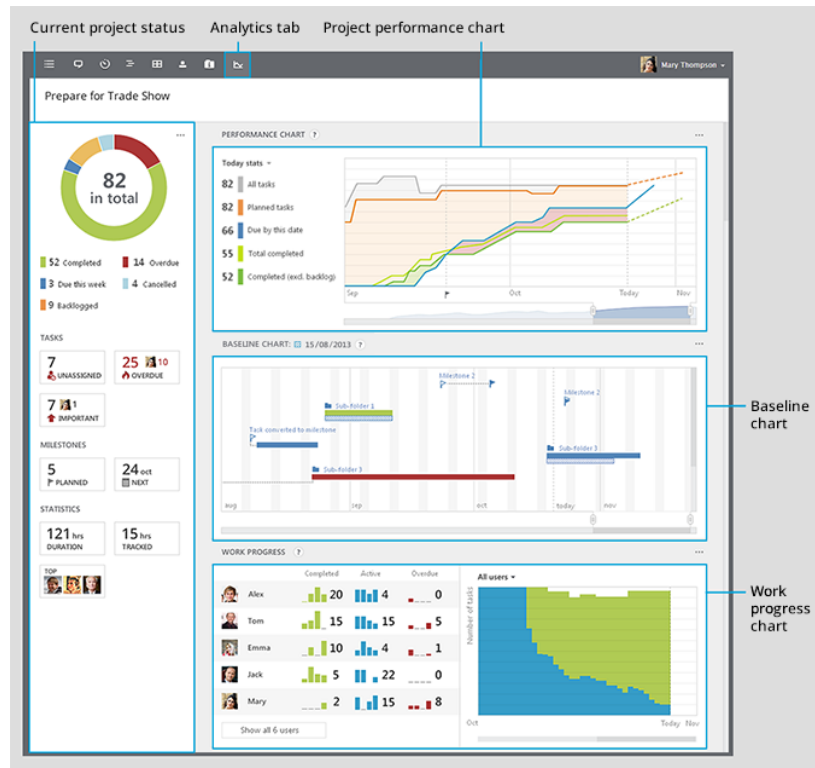 Current project status
Analytics tab
Project performance chart
Mary Thompson
Prepare for Trade Show
82
in total
52 Completed
14 Overdue
3 Due this week
4 Cancelled
9 Backlogged
TASKS
7
UNASSIGNED
25 10
OVERDUE
7 1
IMPORTANT
MILESTONES
5
PLANNED
24 oct
NEXT
STATISTICS
121 hrs
DURATION
15 hrs
TRACKED
TOP
PERFORMANCE CHART ?
Today stats
82 All tasks
82 Planned tasks
66 Due by this date
55 Total completed
52 Completed (excl. backlog)
Sep
Oct
Today
Nov
BASELINE CHART: 15/08/2013 ?
Milestone 2
Milestone 2
Sub-folder 1
Task concerted to milestone
Sub-folder 3
Sub-folder 3
aug
sep
oct
today
nov
Baseline
chart
WORK PROGRESS ?
Completed Active Overdue
Alex 20 4 0
Tom 15 15 5
Emma 10 4 1
Jack 5 22 0
Mary 2 15 8
Show all 6 users
All users
Number of tasks
Oct
Today
Nov
Work
progress
chart